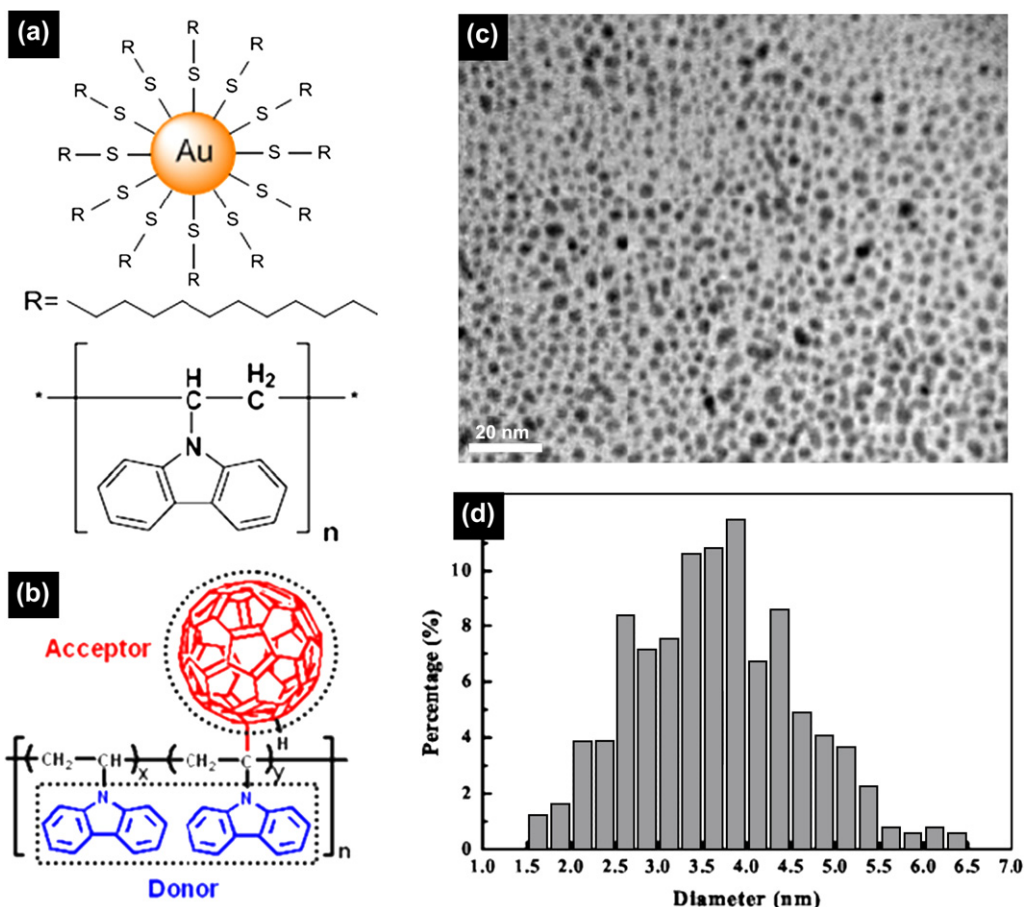 (a)
R
R R
S
R S S R
S S
R S Au S R
S S
R S S R
S
R R
R
R=
H H2
* C C *
N
n
(b)
Acceptor
H
CH2 CH x CH2 C y
N N
n
Donor
(c)
20 nm
(d)
Percentage (%)
10
8
6
4
2
0
1.0 1.5 2.0 2.5 3.0 3.5 4.0 4.5 5.0 5.5 6.0 6.5 7.0
Diameter (nm)